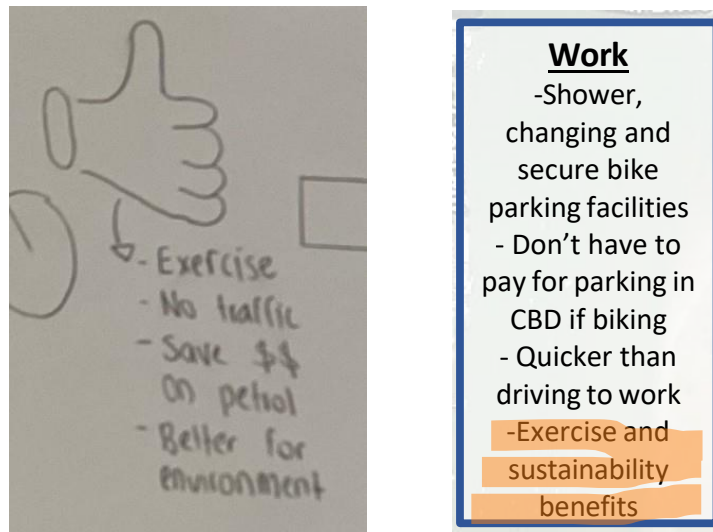 - Exercise
- No traffic
- Save $$
on petrol
- Better for
environment
Work
-Shower,
changing and
secure bike
parking facilities
- Don’t have to
pay for parking in
CBD if biking
- Quicker than
driving to work
-Exercise and
sustainability
benefits